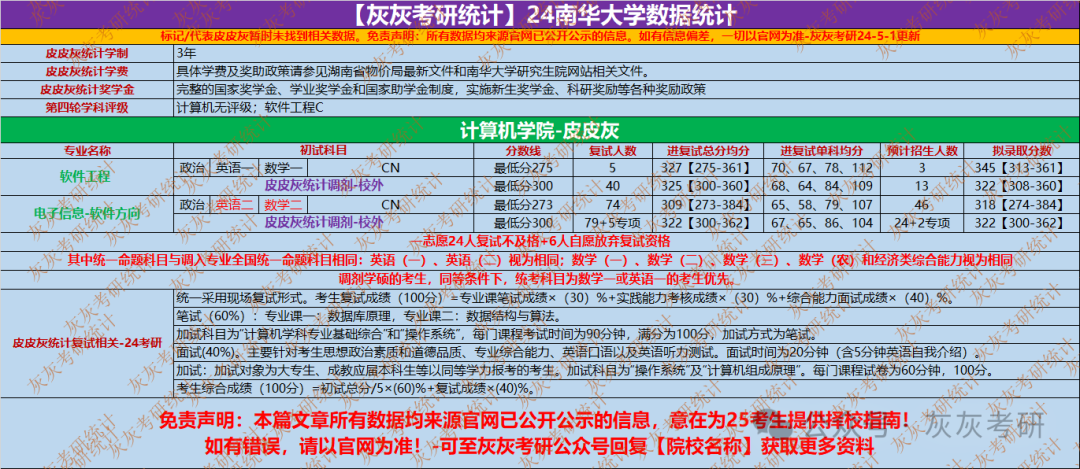 【灰灰考研统计】24南华大学数据统计
标记/代表皮皮灰暂时未找到相关数据。免责声明：所有数据均来源官网已公开公示的信息。如有信息偏差，一切以官网为准-灰灰考研24-5-1更新
皮皮灰统计学制 3年
皮皮灰统计学费 具体学费及奖助政策请参见湖南省物价局最新文件和南华大学研究生院网站相关文件。
皮皮灰统计奖学金 完整的国家奖学金、学业奖学金和国家助学金制度，实施新生奖学金、科研奖励等各种奖励政策
第四轮学科评级 计算机无评级；软件工程C
计算机学院-皮皮灰
专业名称 初试科目 分数线 复试人数 进复试总分均分 进复试单科均分 预计招生人数 拟录取分数
软件工程 政治 英语一 数学一 CN 最低分275 5 327【275-361】 70、67、78、112 3 345【313-361】
皮皮灰统计调剂-校外 最低分300 40 325【300-360】 68、64、84、109 13 322【308-360】
电子信息-软件方向 政治 英语二 数学二 CN 最低分273 74 309【273-384】 65、58、79、107 46 318【274-384】
皮皮灰统计调剂-校外 最低分300 79+5专项 322【300-362】 67、65、86、104 24+2专项 322【300-362】
一志愿24人复试不及格+6人自愿放弃复试资格
其中统一命题科目与调入专业全国统一命题科目相同：英语（一）、英语（二）视为相同；数学（一）、数学（二）、数学（三）、数学（农）和经济类综合能力视为相同
调剂学硕的考生，同等条件下，统考科目为数学一或英语一的考生优先。
皮皮灰统计复试相关-24考研
统一采用现场复试形式。考生复试成绩（100分）=专业课笔试成绩×（30）%+实践能力考核成绩×（30）%+综合能力面试成绩×（40）%。
笔试（60%）：专业课一：数据库原理，专业课二：数据结构与算法。
加试科目为“计算机学科专业基础综合”和“操作系统”，每门课程考试时间为90分钟，满分为100分，加试方式为笔试。
面试(40%)。主要针对考生思想政治素质和道德品质、专业综合能力、英语口语以及英语听力测试。面试时间为20分钟（含5分钟英语自我介绍）。
加试：加试对象为大专生、成教应届本科生等以同等学力报考的考生。加试科目为“操作系统”及“计算机组成原理”。每门课程试卷为60分钟，100分。
考生综合成绩（100分）=初试总分/5×(60)%+复试成绩×(40)%。
免责声明：本篇文章所有数据均来源官网已公开公示的信息，意在为25考生提供择校指南！
如有错误，请以官网为准！-可至灰灰考研公众号回复【院校名称】获取更多资料
公众号·灰灰考研